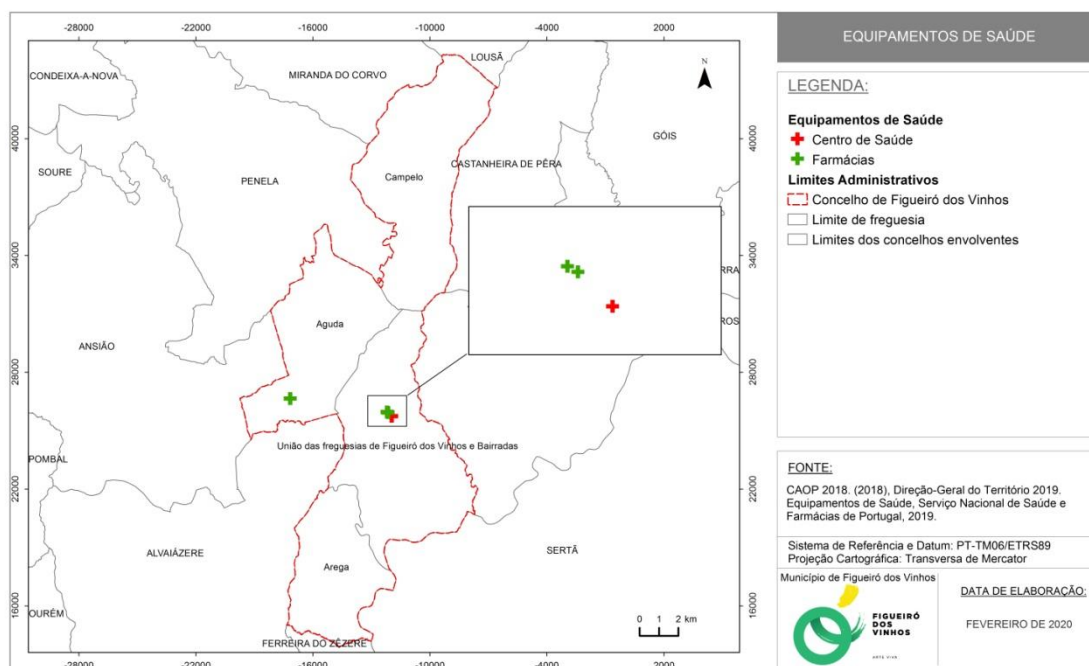 -28000
-22000
-16000
-10000
-4000
2000
EQUIPAMENTOS DE SAÚDE
LOUSÃ
CONDEIXA-A-NOVA
MIRANDA DO CORVO
N
GÓIS
40000
40000
CASTANHEIRA DE PÊRA
SOURE
PENELA
Campelo
34000
34000
RRA
ROS
Aguda
ANSIÃO
28000
28000
União das freguesias de Figueiró dos Vinhos e Bairradas
POMBAL
22000
22000
ALVAIÁZERE
SERTÃ
Arega
16000
16000
OURÉM
FERREIRA DO ZÊZERE
0 1 2 km
-28000
-22000
-16000
-10000
-4000
2000
LEGENDA:
Equipamentos de Saúde
Centro de Saúde
Farmácias
Limites Administrativos
Concelho de Figueiró dos Vinhos
Limite de freguesia
Limites dos concelhos envolventes
FONTE:
CAOP 2018. (2018), Direção-Geral do Território 2019.
Equipamentos de Saúde, Serviço Nacional de Saúde e
Farmácias de Portugal, 2019.
Sistema de Referência e Datum: PT-TM06/ETRS89
Projeção Cartográfica: Transversa de Mercator
Município de Figueiró dos Vinhos
FIGUEIRÓ
DOS
VINHOS
ARTE VIVA
DATA DE ELABORAÇÃO:
FEVEREIRO DE 2020